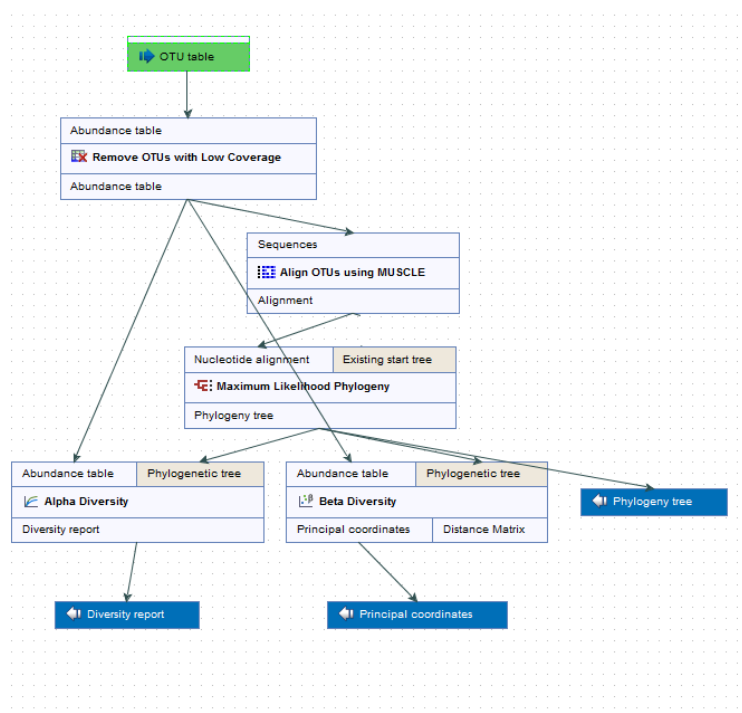 OTU table
Abundance table
Remove OTUs with Low Coverage
Abundance table
Sequences
Align OTUs using MUSCLE
Alignment
Nucleotide alignment Existing start tree
Maximum Likelihood Phylogeny
Phylogeny tree
Abundance table Phylogenetic tree
Alpha Diversity
Diversity report
Abundance table Phylogenetic tree
Beta Diversity
Principal coordinates Distance Matrix
Phylogeny tree
Diversity report
Principal coordinates